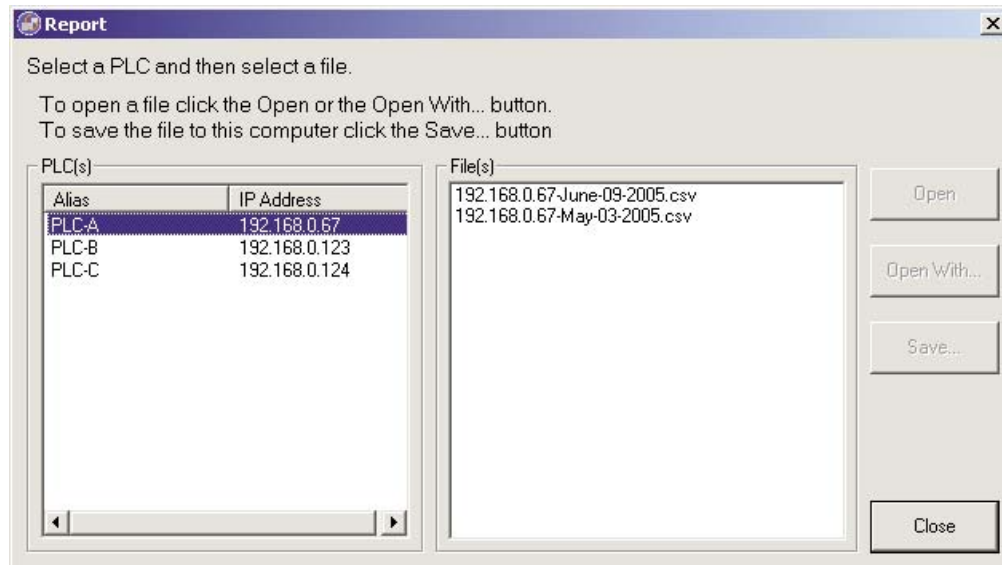 Report
Select a PLC and then select a file.
To open a file click the Open or the Open With... button.
To save the file to this computer click the Save... button
PLC(s)
Alias IP Address
PLC-A 192.168.0.67
PLC-B 192.168.0.123
PLC-C 192.168.0.124
File(s)
192.168.0.67-June-09-2005.csv
192.168.0.67-May-03-2005.csv
Open
Open With...
Save...
Close